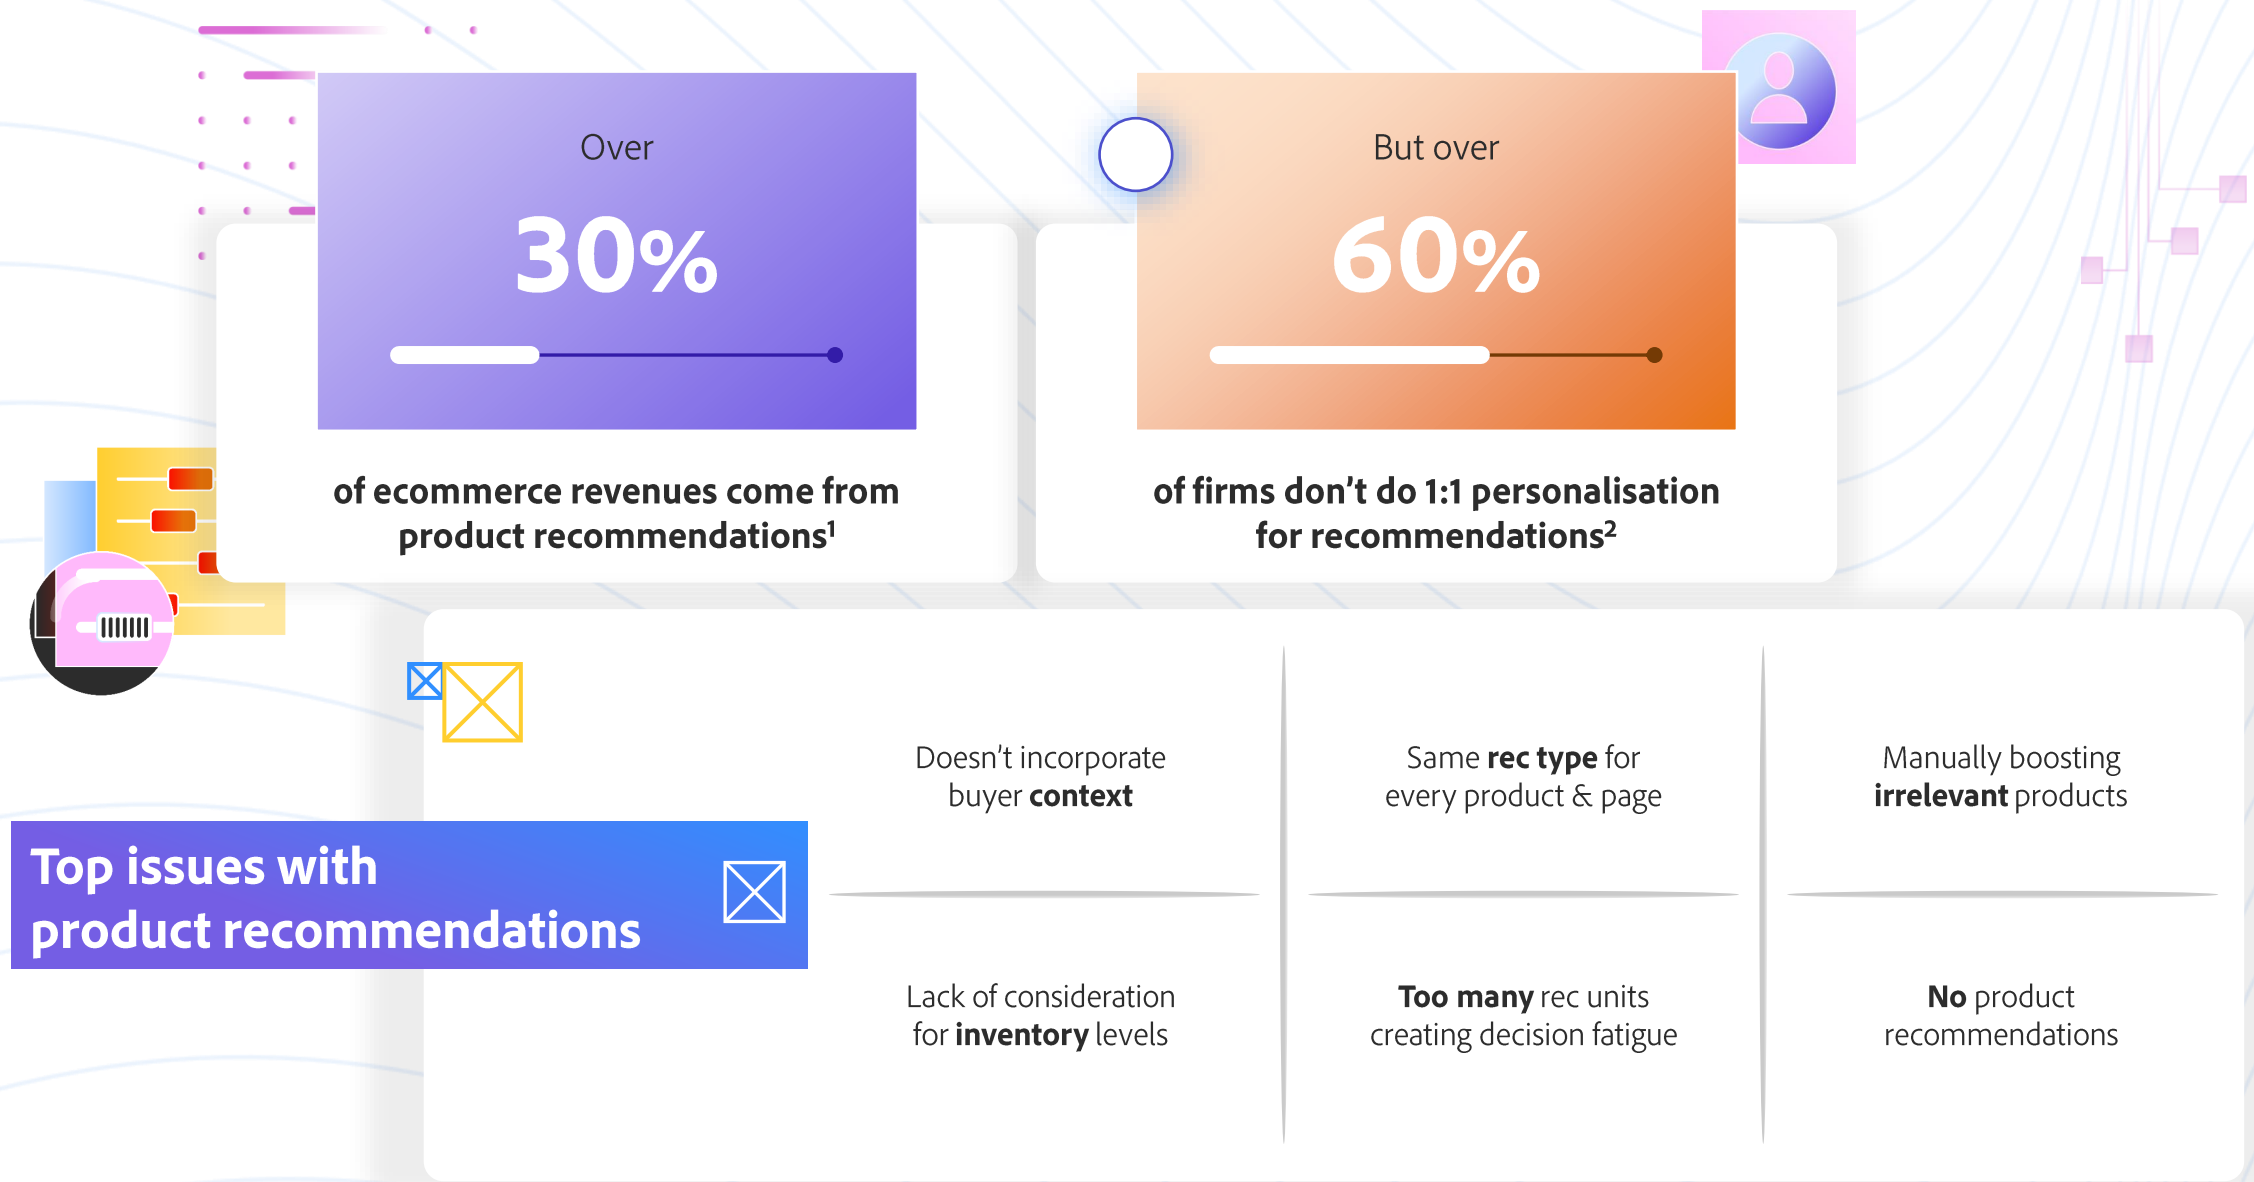 Over
30%
of ecommerce revenues come from
product recommendations¹
But over
60%
of firms don’t do 1:1 personalisation
for recommendations²
Top issues with
product recommendations
Doesn’t incorporate
buyer context
Same rec type for
every product & page
Manually boosting
irrelevant products
Lack of consideration
for inventory levels
Too many rec units
creating decision fatigue
No product
recommendations